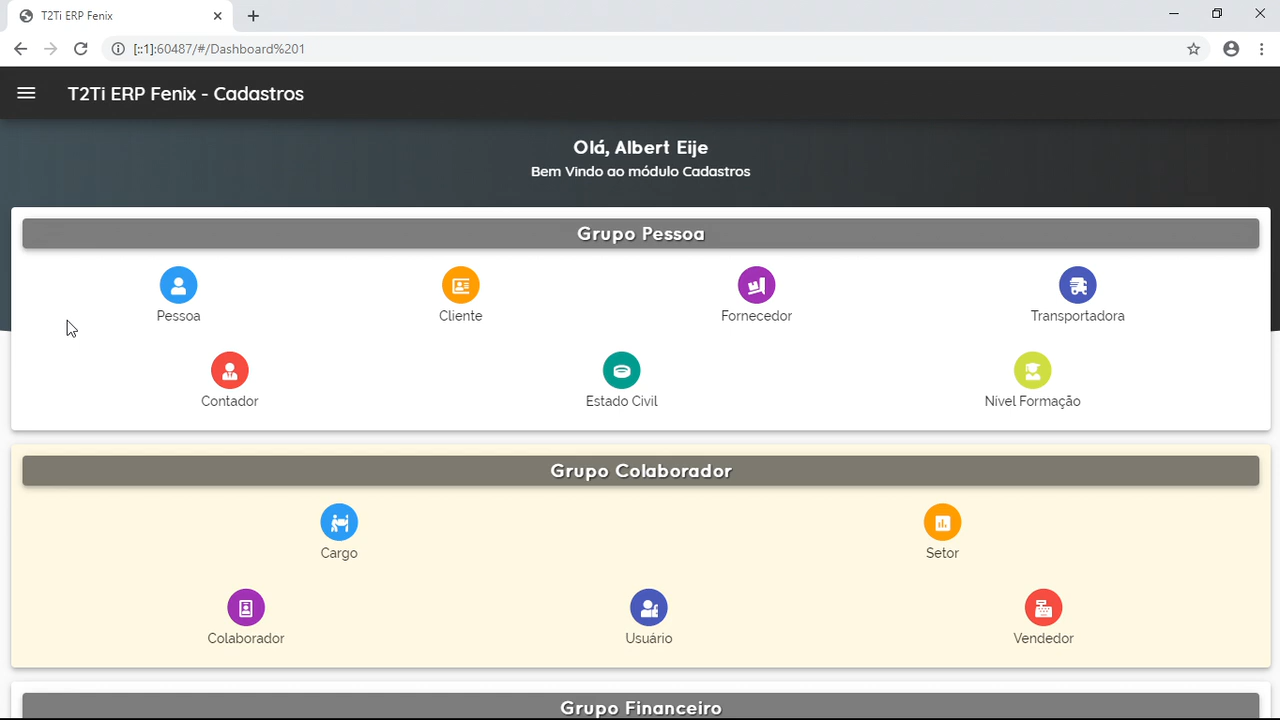 T2Ti ERP Fenix
[::1]:60487/#/Dashboard%201
T2Ti ERP Fenix - Cadastros
Olá, Albert Eije
Bem Vindo ao módulo Cadastros
Grupo Pessoa
Pessoa
Cliente
Fornecedor
Transportadora
Contador
Estado Civil
Nível Formação
Grupo Colaborador
Cargo
Setor
Colaborador
Usuário
Vendedor
Grupo Financeiro